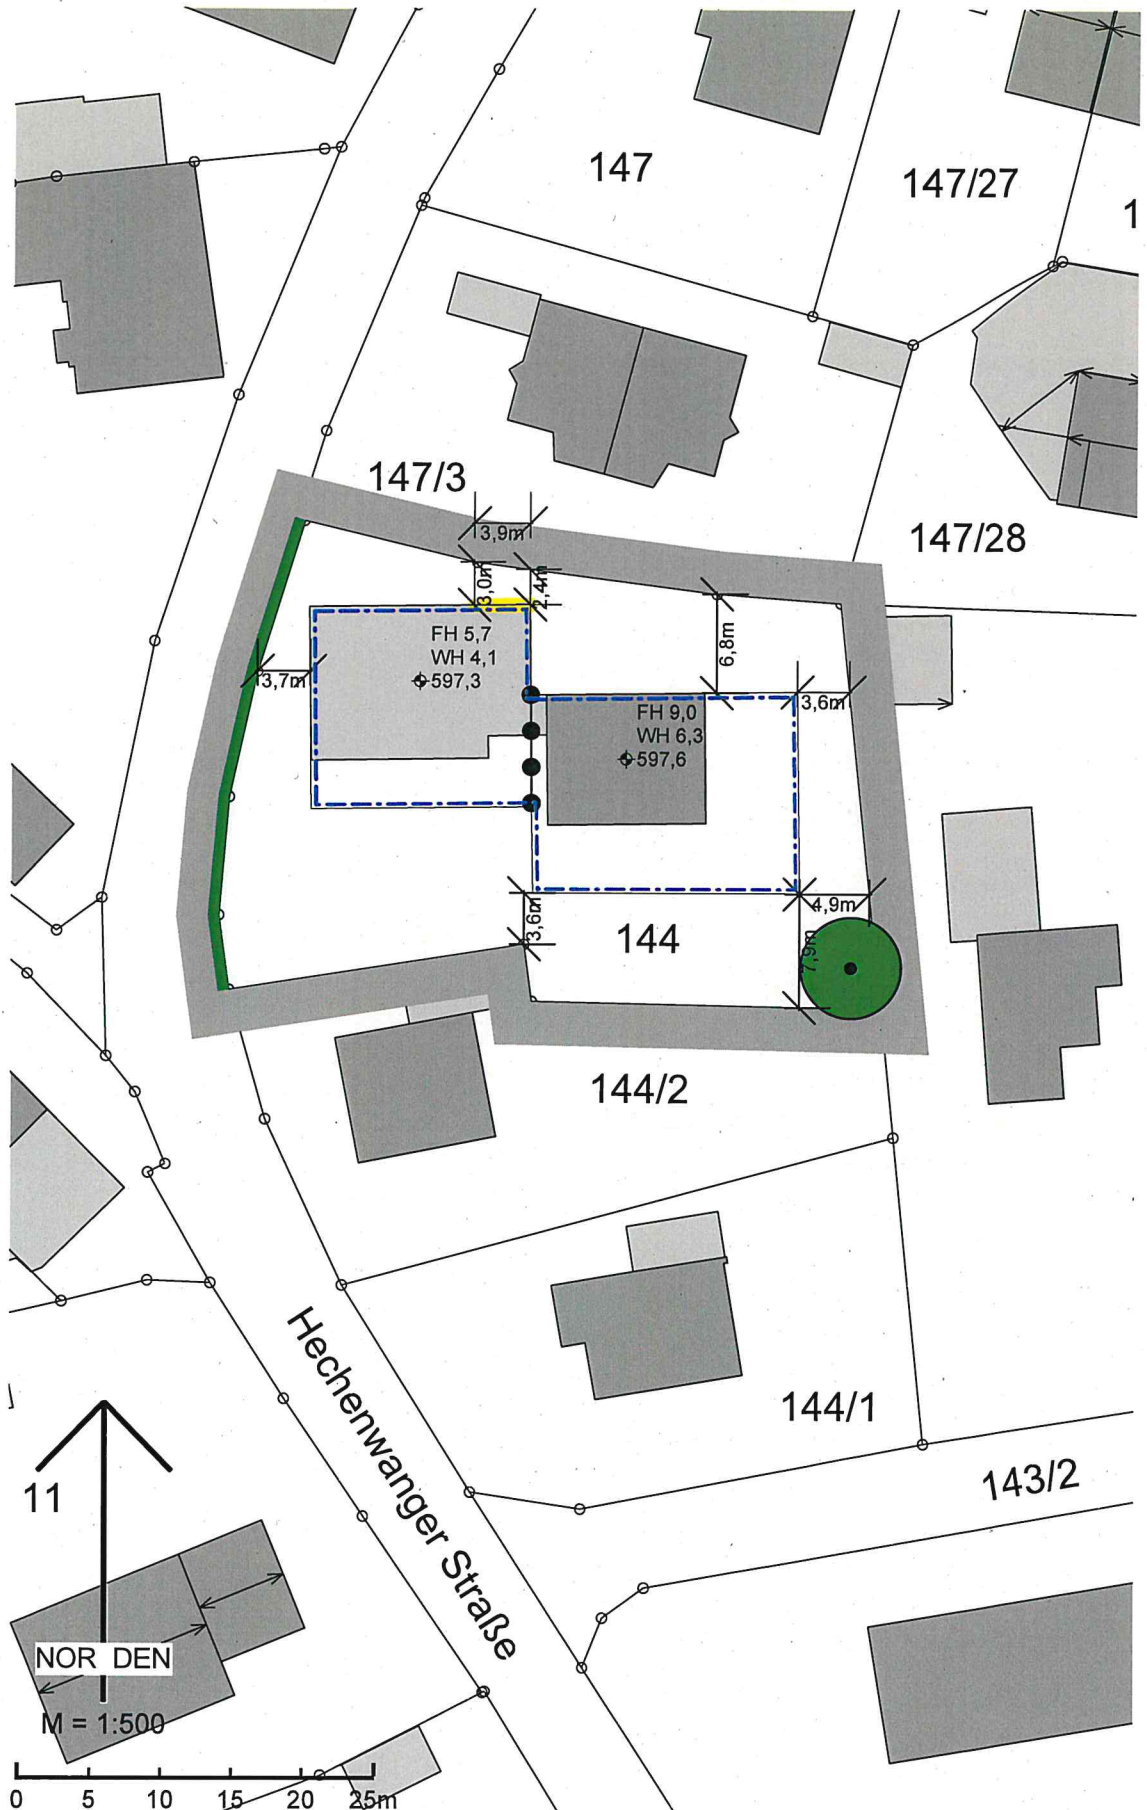 147
147/27
1
147/3
147/28
3,9m
3,0m
2,4m
FH 5,7
WH 4,1
597,3
3,7m
6,8m
3,6m
FH 9,0
WH 6,3
597,6
4,9m
3,6m
7,9m
144
144/2
Hechenwanger Straße
144/1
143/2
11
NOR DEN
M = 1:500
0 5 10 15 20 25m